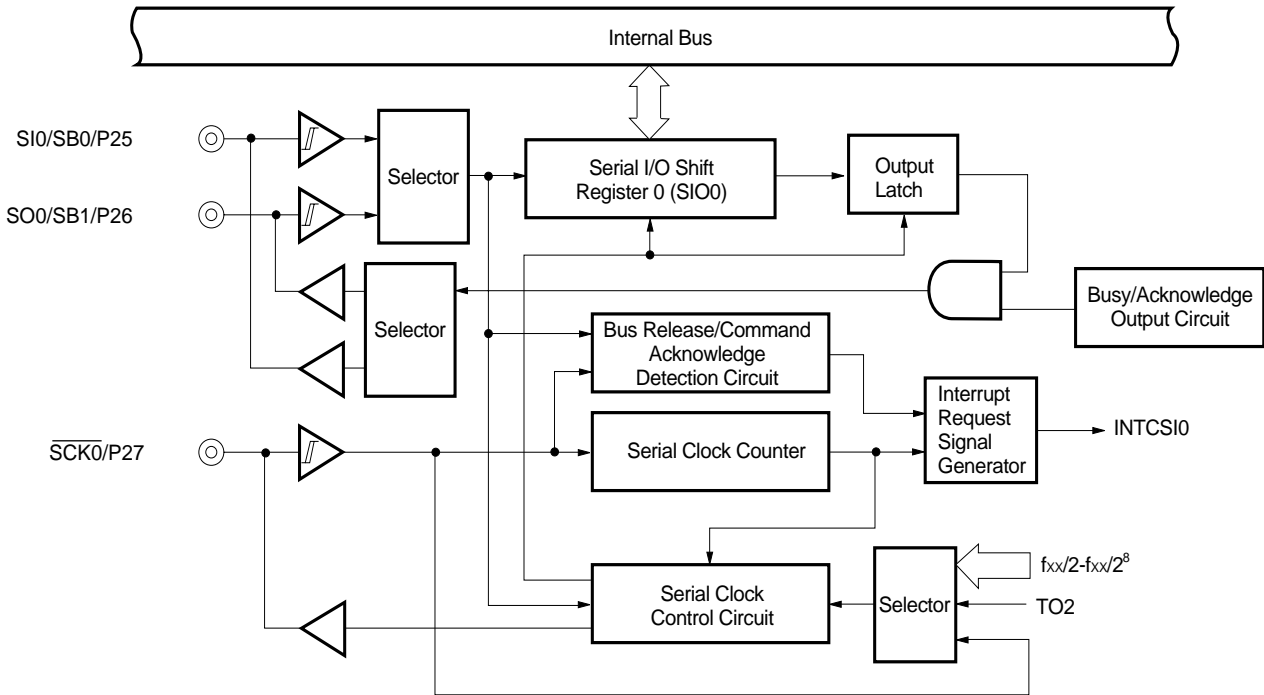 Internal Bus
SI0/SB0/P25
SO0/SB1/P26
Selector
Serial I/O Shift
Register 0 (SIO0)
Output
Latch
Selector
Busy/Acknowledge
Output Circuit
Bus Release/Command
Acknowledge
Detection Circuit
Interrupt
Request
Signal
Generator
INTCSI0
SCK0/P27
Serial Clock Counter
Serial Clock
Control Circuit
Selector
fxx/2-fxx/2⁸
TO2